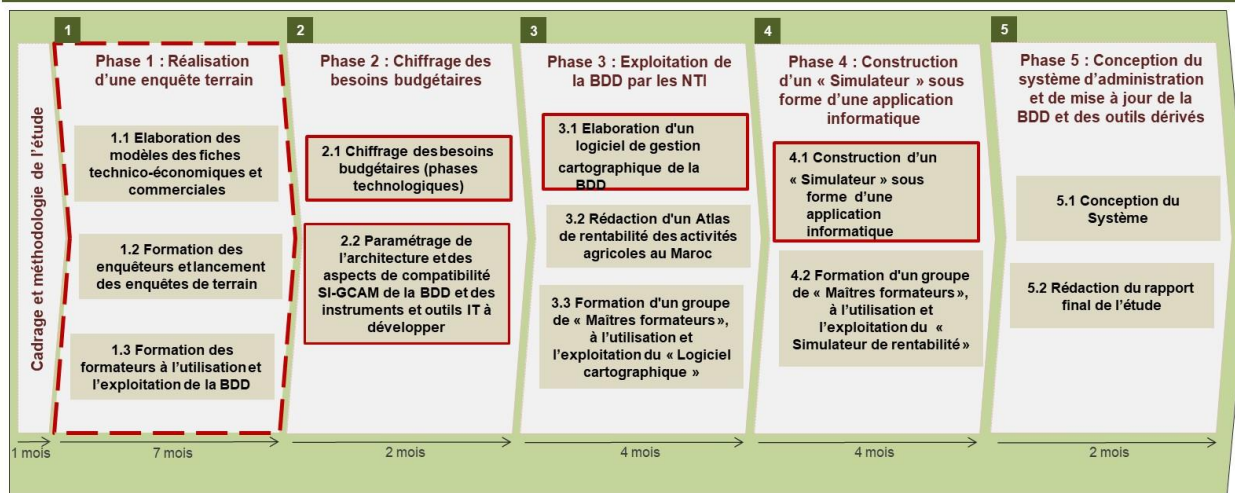 Cadrage et méthodologie de l'étude
1
Phase 1 : Réalisation
d'une enquête terrain
1.1 Elaboration des
modèles des fiches
technico-économiques et
commerciales
1.2 Formation des
enquêteurs et lancement
des enquêtes de terrain
1.3 Formation des
formateurs à l'utilisation et
l'exploitation de la BDD
2
Phase 2 : Chiffrage des
besoins budgétaires
2.1 Chiffrage des besoins
budgétaires (phases
technologiques)
2.2 Paramétrage de
l'architecture et des
aspects de compatibilité
SI-GCAM de la BDD et des
instruments et outils IT à
développer
3
Phase 3 : Exploitation de
la BDD par les NTI
3.1 Elaboration d'un
logiciel de gestion
cartographique de la
BDD
3.2 Rédaction d'un Atlas
de rentabilité des activités
agricoles au Maroc
3.3 Formation d'un groupe
de « Maîtres formateurs »,
à l'utilisation et
l'exploitation du « Logiciel
cartographique »
4
Phase 4 : Construction
d'un « Simulateur » sous
forme d'une application
informatique
4.1 Construction d'un
« Simulateur » sous
forme d'une
application
informatique
4.2 Formation d'un groupe
de « Maîtres formateurs »,
à l'utilisation et
l'exploitation du «
Simulateur de rentabilité »
5
Phase 5 : Conception du
système d'administration
et de mise à jour de la
BDD et des outils dérivés
5.1 Conception du
Système
5.2 Rédaction du rapport
final de l'étude
1 mois
7 mois
2 mois
4 mois
4 mois
2 mois